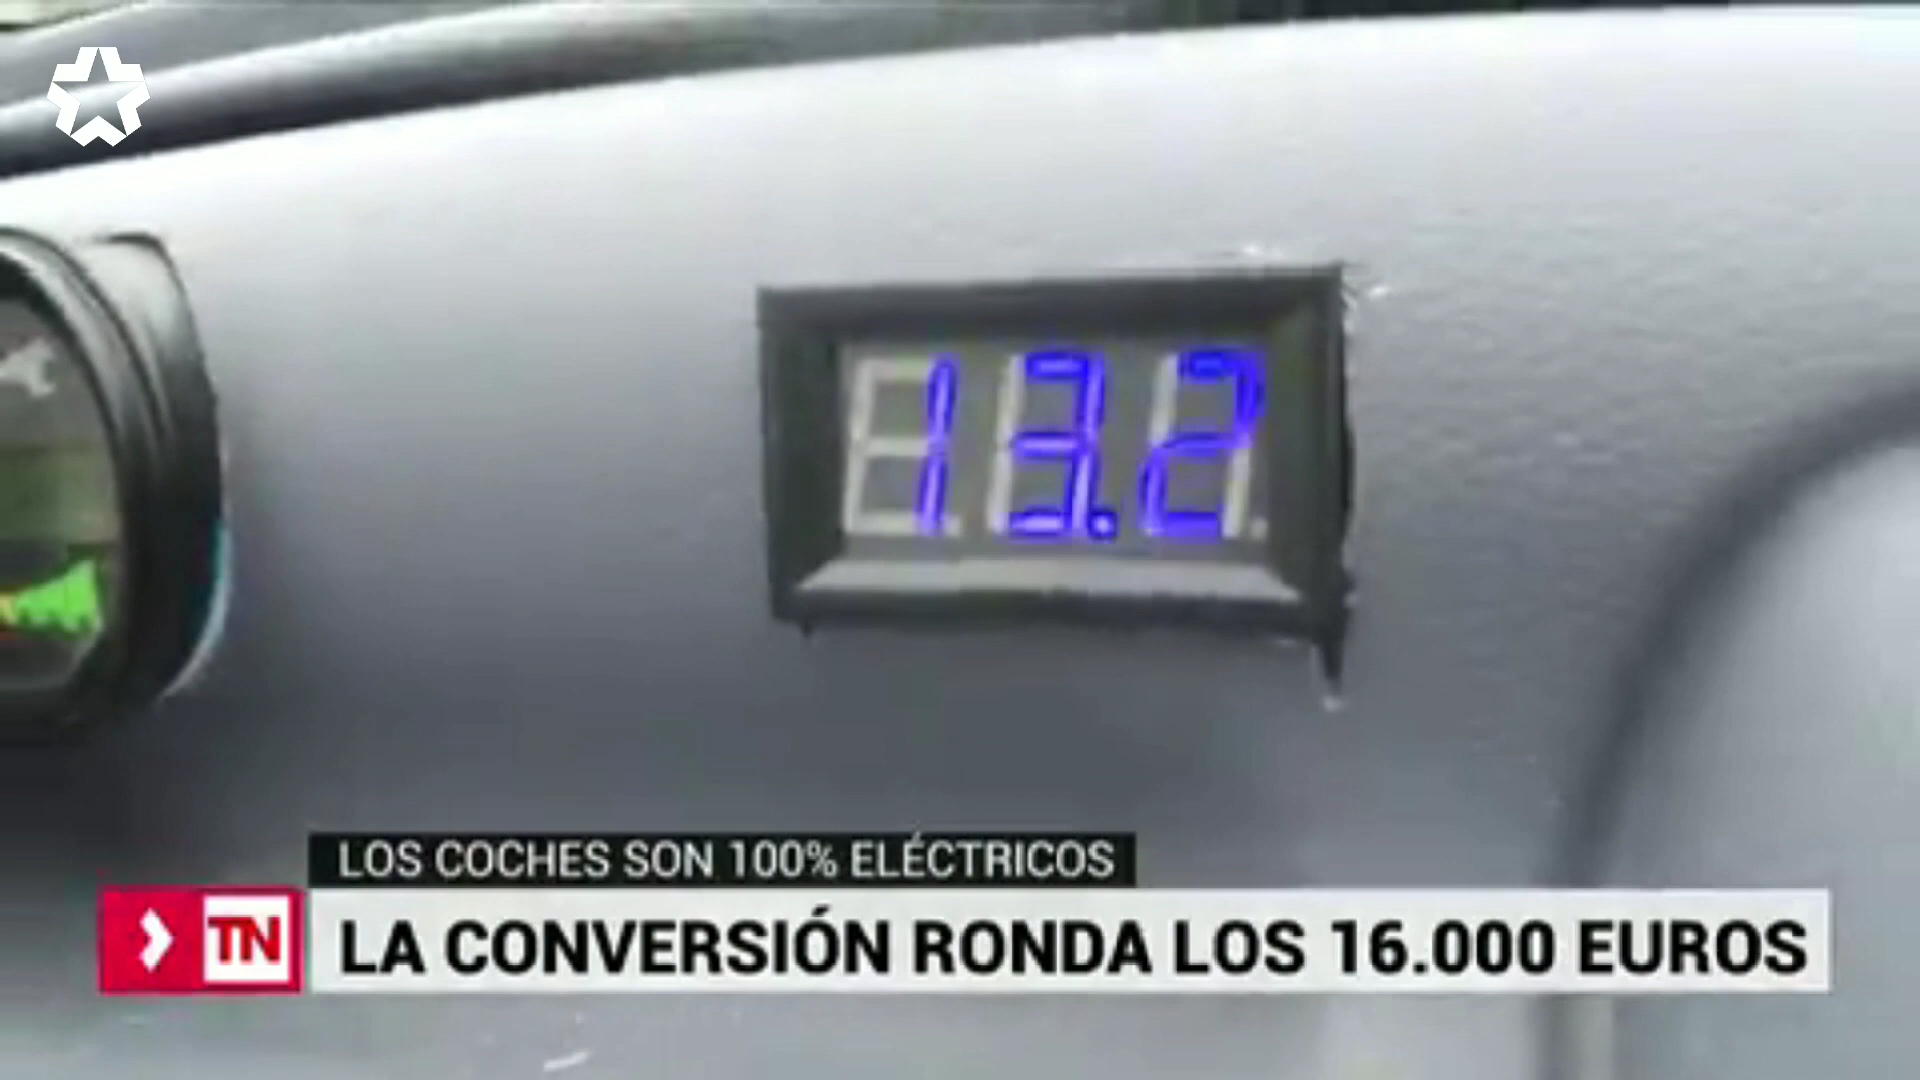 13.2
LOS COCHES SON 100% ELÉCTRICOS
TN
LA CONVERSIÓN RONDA LOS 16.000 EUROS